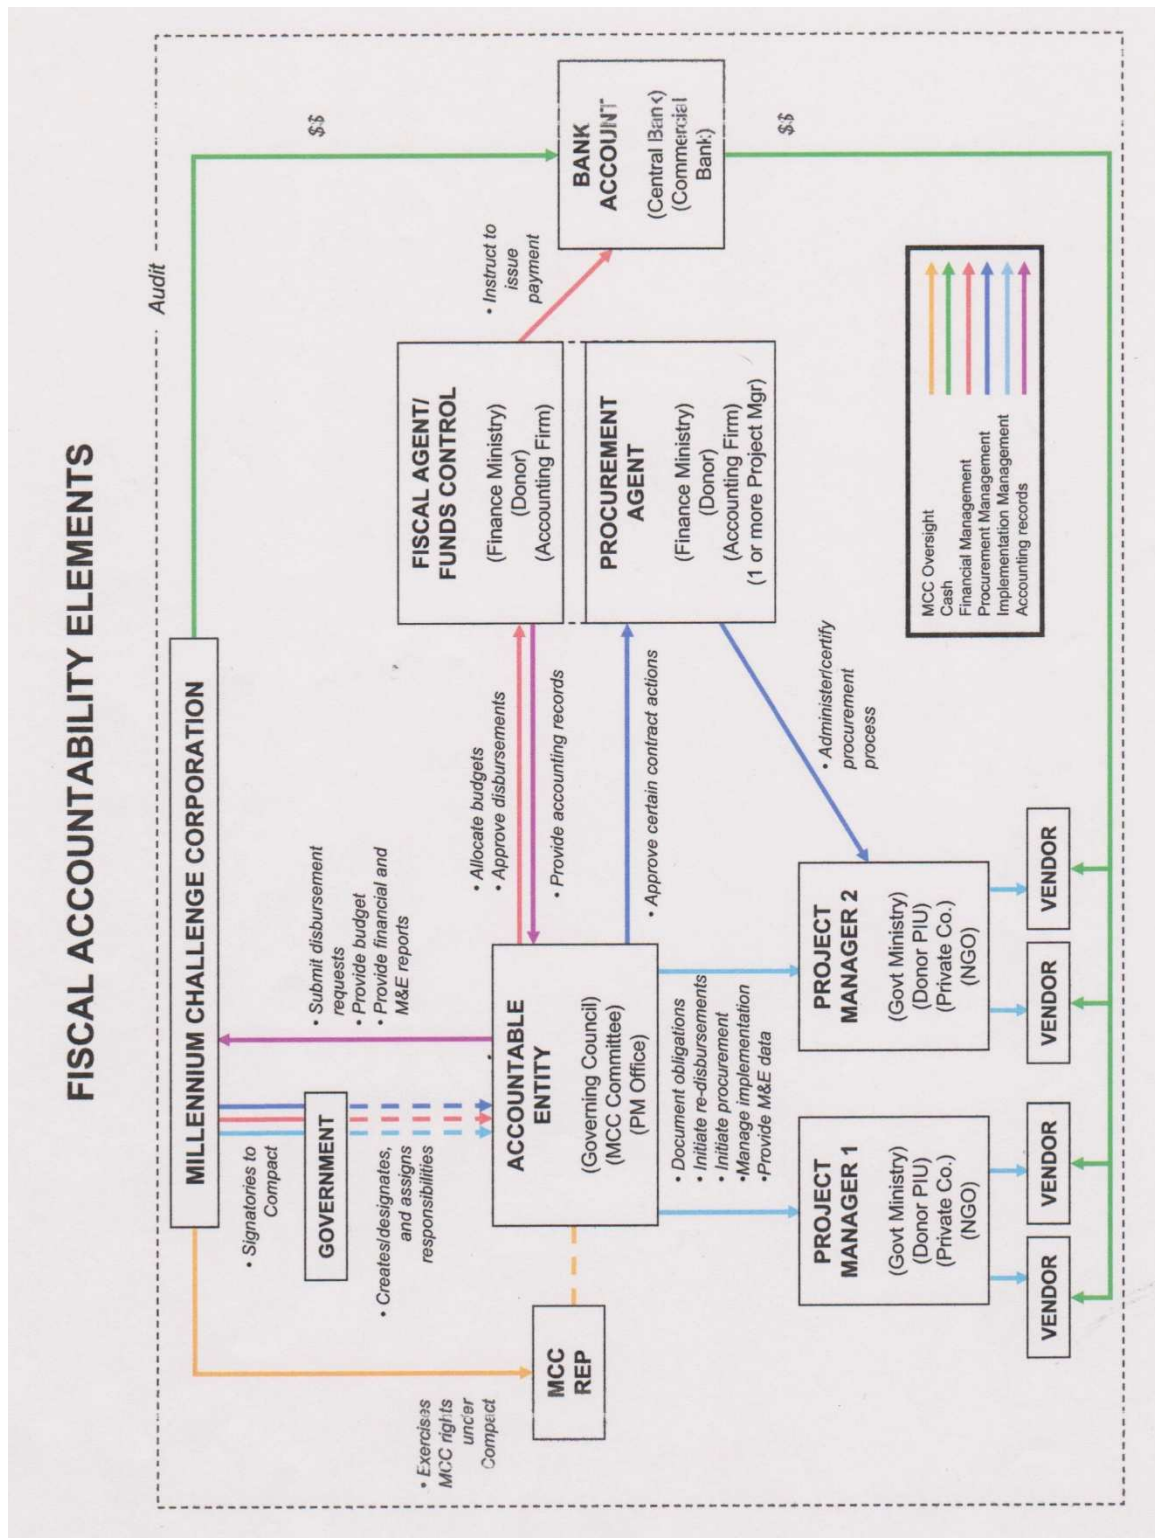 FISCAL ACCOUNTABILITY ELEMENTS
Audit
MILLENNIUM CHALLENGE CORPORATION
$$
• Signatories to
Compact
• Submit disbursement
requests
• Provide budget
• Provide financial and
M&E reports
GOVERNMENT
• Creates/designates,
and assigns
responsibilities
• Exercises
MCC rights
under
Compact
MCC
REP
ACCOUNTABLE
ENTITY
(Governing Council)
(MCC Committee)
(PM Office)
• Allocate budgets
• Approve disbursements
• Provide accounting records
• Approve certain contract actions
FISCAL AGENT/
FUNDS CONTROL
(Finance Ministry)
(Donor)
(Accounting Firm)
• Instruct to
issue
payment
BANK
ACCOUNT
(Central Bank)
(Commercial
Bank)
PROCUREMENT
AGENT
(Finance Ministry)
(Donor)
(Accounting Firm)
(1 or more Project Mgr)
$$
• Document obligations
• Initiate re-disbursements
• Initiate procurement
•Manage implementation
•Provide M&E data
• Administer/certify
procurement
process
PROJECT
MANAGER 1
(Govt Ministry)
(Donor PIU)
(Private Co.)
(NGO)
PROJECT
MANAGER 2
(Govt Ministry)
(Donor PIU)
(Private Co.)
(NGO)
MCC Oversight
Cash
Financial Management
Procurement Management
Implementation Management
Accounting records
VENDOR
VENDOR
VENDOR
VENDOR